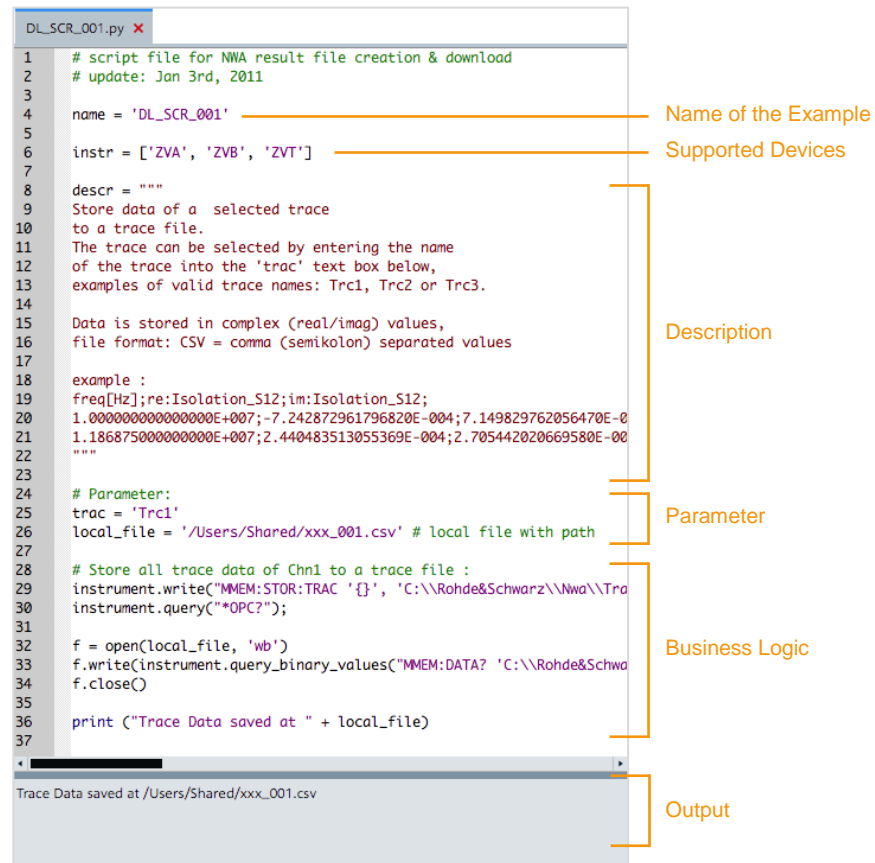 DL_SCR_001.py ×
1 # script file for NWA result file creation & download
2 # update: Jan 3rd, 2011
3
4 name = 'DL_SCR_001'
Name of the Example
5
6 instr = ['ZVA', 'ZVB', 'ZVT']
Supported Devices
7
8 descr = """
9 Store data of a  selected trace
10 to a trace file.
11 The trace can be selected by entering the name
12 of the trace into the 'trac' text box below,
13 examples of valid trace names: Trc1, Trc2 or Trc3.
14
15 Data is stored in complex (real/imag) values,
Description
16 file format: CSV = comma (semikolon) separated values
17
18 example :
19 freq[Hz];re:Isolation_S12;im:Isolation_S12;
20 1.000000000000000E+007;-7.242872961796820E-004;7.149829762056470E-0
21 1.186875000000000E+007;2.440483513055369E-004;2.705442020669580E-00
22 """
23
24 # Parameter:
25 trac = 'Trc1'
Parameter
26 local_file = '/Users/Shared/xxx_001.csv' # local file with path
27
28 # Store all trace data of Chn1 to a trace file :
29 instrument.write("MMEM:STOR:TRAC '{}', 'C:\\Rohde&Schwarz\\Nwa\\Tra
30 instrument.query("*OPC?");
31
32 f = open(local_file, 'wb')
Business Logic
33 f.write(instrument.query_binary_values("MMEM:DATA? 'C:\\Rohde&Schwa
34 f.close()
35
36 print ("Trace Data saved at " + local_file)
37
Trace Data saved at /Users/Shared/xxx_001.csv
Output